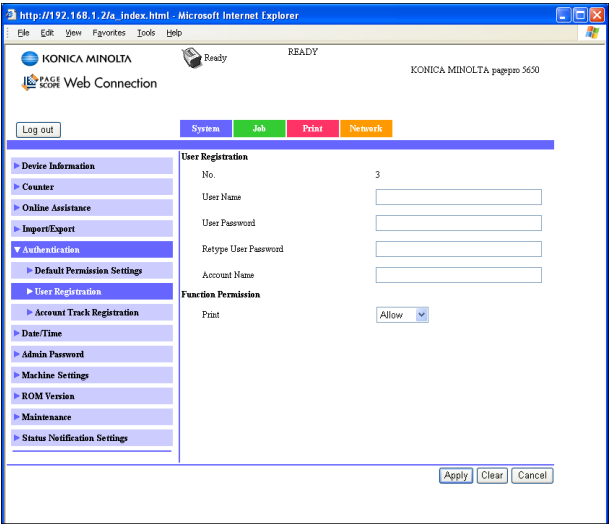 http://192.168.1.2/a_index.html - Microsoft Internet Explorer
File Edit View Favorites Tools Help
KONICA MINOLTA
Ready
READY
KONICA MINOLTA pagepro 5650
PAGE SCOPE Web Connection
Log out
System Job Print Network
Device Information
Counter
Online Assistance
Import/Export
Authentication
Default Permission Settings
User Registration
Account Track Registration
Date/Time
Admin Password
Machine Settings
ROM Version
Maintenance
Status Notification Settings
User Registration
No. 3
User Name
User Password
Retype User Password
Account Name
Function Permission
Print Allow
Apply Clear Cancel